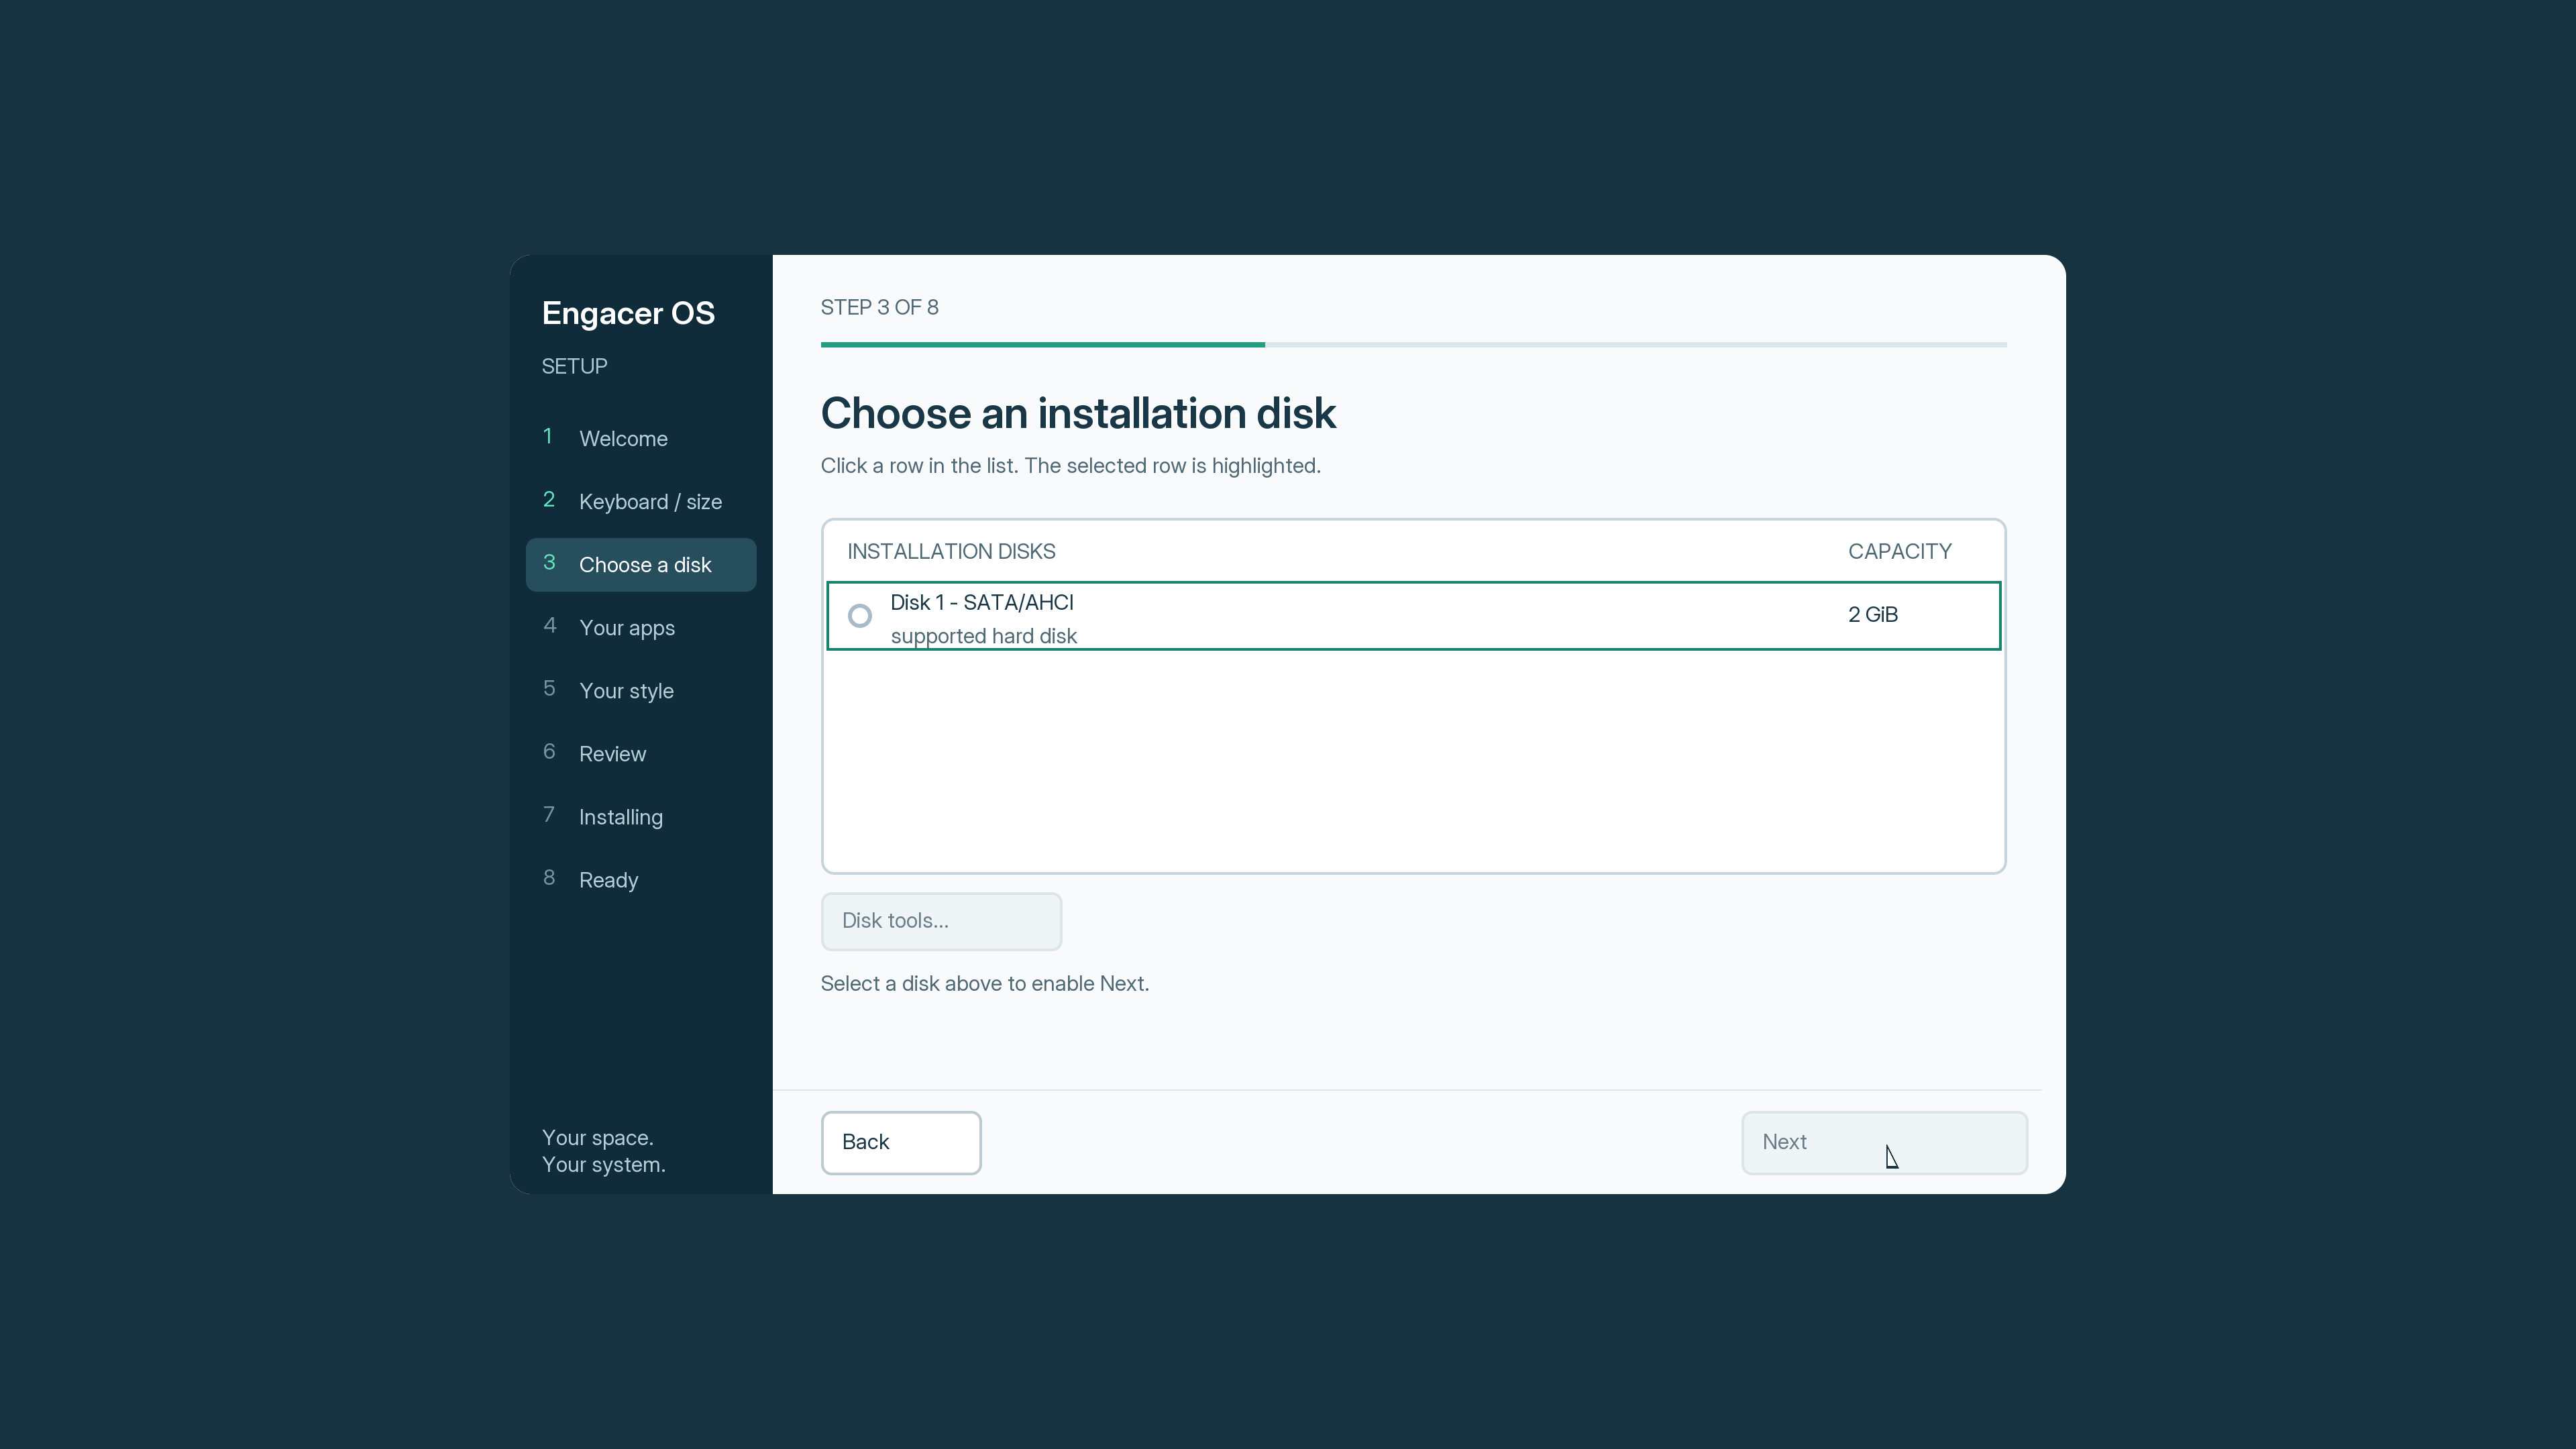 Engacer OS
SETUP
1 Welcome
2 Keyboard / size
3 Choose a disk
4 Your apps
5 Your style
6 Review
7 Installing
8 Ready
Your space.
Your system.
STEP 3 OF 8
Choose an installation disk
Click a row in the list. The selected row is highlighted.
INSTALLATION DISKS CAPACITY
Disk 1 - SATA/AHCI 2 GiB
supported hard disk
Disk tools...
Select a disk above to enable Next.
Back Next